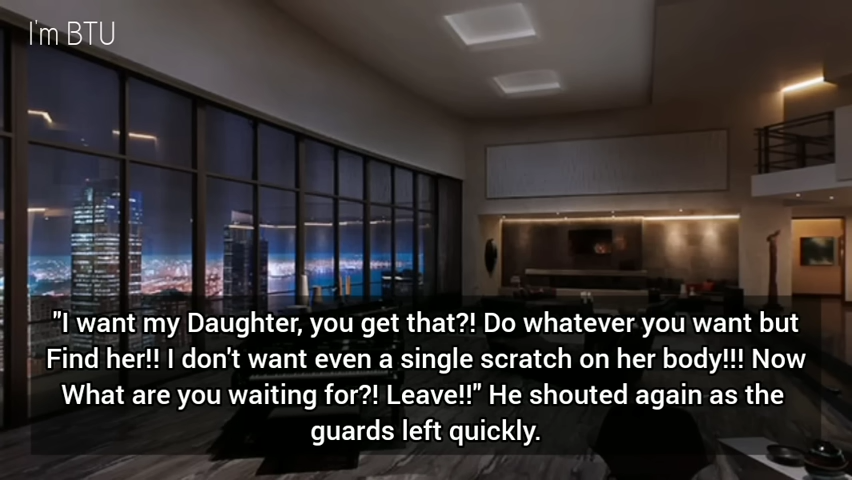 I'm BTU
"I want my Daughter, you get that?! Do whatever you want but
Find her!! I don't want even a single scratch on her body!!! Now
What are you waiting for?! Leave!!" He shouted again as the
guards left quickly.